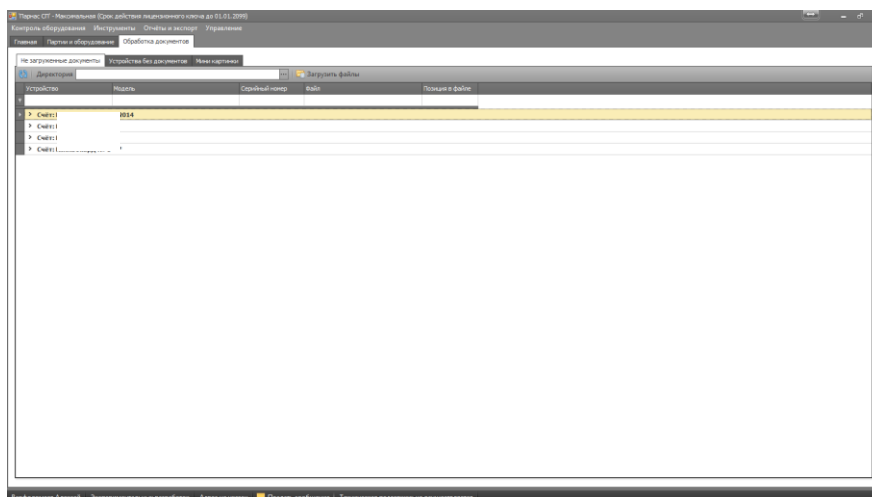 Парнас СІТ - Максимальная (Срок действия лицензионного ключа до 01.01.2099)
Контроль оборудования Инструменты Отчёты и экспорт Управление
Главная Партии и оборудование Обработка документов
Не загруженные документы Устройства без документов Мини картинки
Директория ... Загрузить файлы
Устройство Модель Серийный номер Файл Позиция в файле
> Счёт: 2014
> Счёт:
> Счёт:
> Счёт: